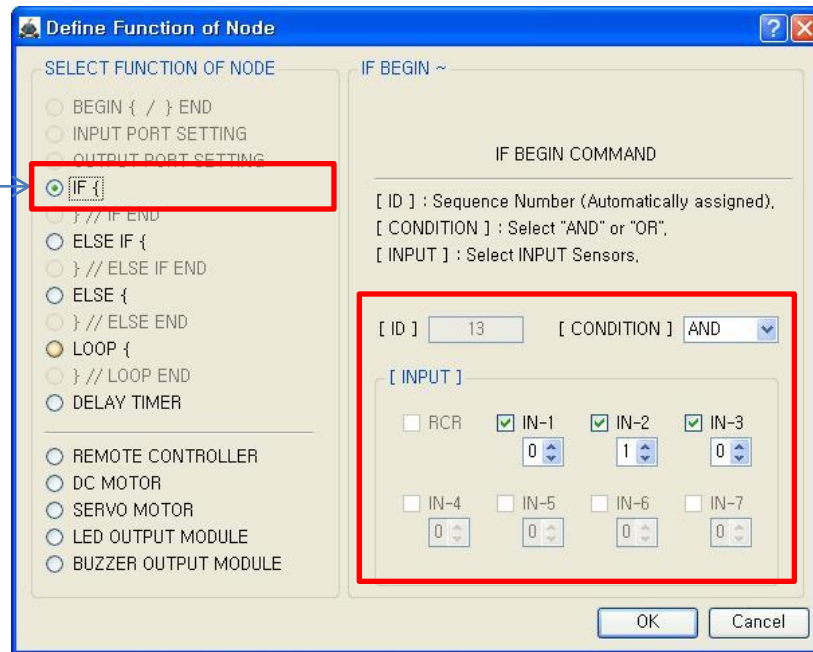 Define Function of Node
SELECT FUNCTION OF NODE
BEGIN { / } END
INPUT PORT SETTING
OUTPUT PORT SETTING
IF {
} // IF END
ELSE IF {
} // ELSE IF END
ELSE {
} // ELSE END
LOOP {
} // LOOP END
DELAY TIMER
REMOTE CONTROLLER
DC MOTOR
SERVO MOTOR
LED OUTPUT MODULE
BUZZER OUTPUT MODULE
IF BEGIN ~
IF BEGIN COMMAND
[ ID ] : Sequence Number (Automatically assigned),
[ CONDITION ] : Select "AND" or "OR",
[ INPUT ] : Select INPUT Sensors,
[ ID ] 13 [ CONDITION ] AND
[ INPUT ]
RCR IN-1 IN-2 IN-3
0 1 0
IN-4 IN-5 IN-6 IN-7
0 0 0 0
OK Cancel